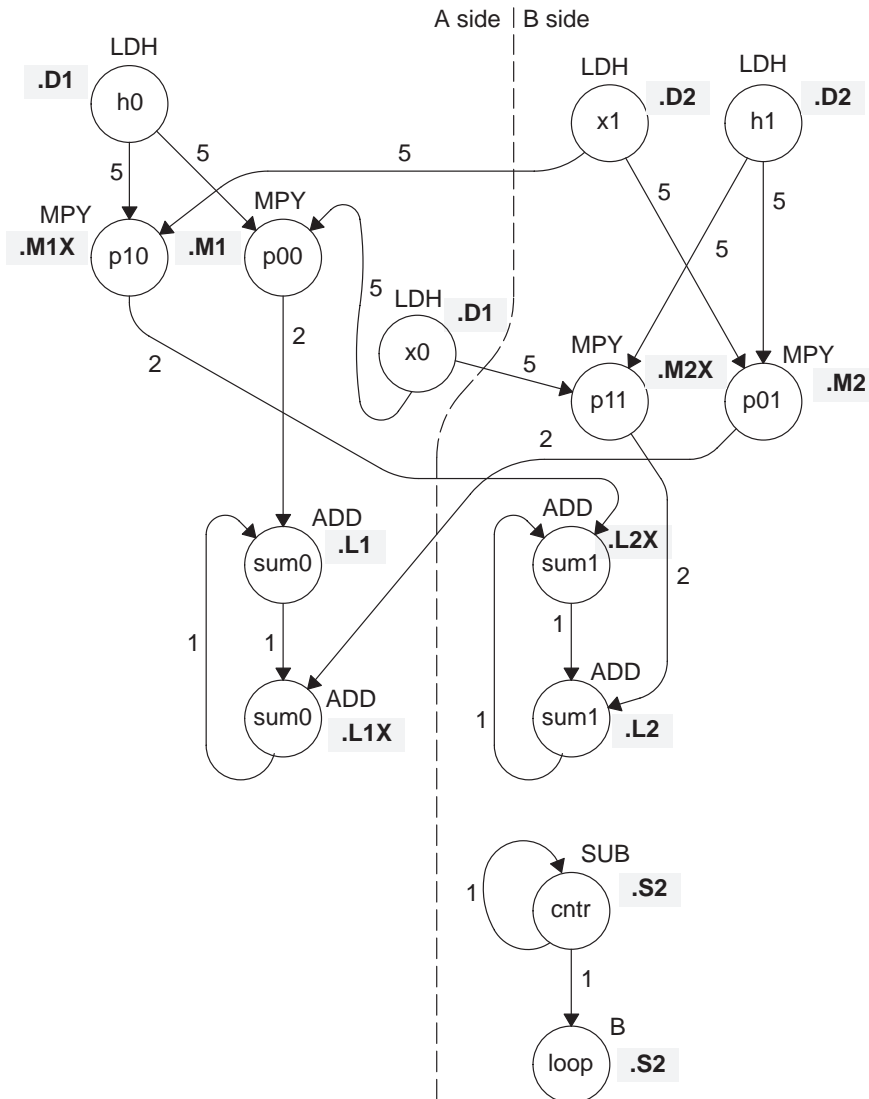 A side B side
LDH
.D1
h0
LDH
.D2
x1
LDH
.D2
h1
5
5
5
5
5
5
MPY
.M1X
p10
MPY
.M1
p00
5
LDH
.D1
x0
5
2
2
MPY
.M2X
p11
MPY
.M2
p01
2
ADD
.L1
sum0
ADD
.L2X
sum1
2
1
1
1
1
ADD
.L1X
sum0
ADD
.L2
sum1
SUB
.S2
cntr
1
1
B
.S2
loop